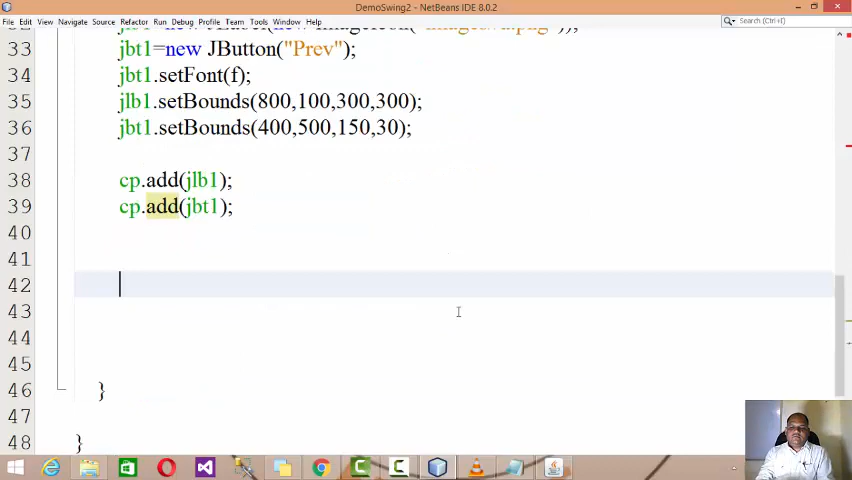 DemoSwing2 - NetBeans IDE 8.0.2
File Edit View Navigate Source Refactor Run Debug Profile Team Tools Window Help
Search (Ctrl+I)
33 jbt1=new JButton("Prev");
34 jbt1.setFont(f);
35 jlb1.setBounds(800,100,300,300);
36 jbt1.setBounds(400,500,150,30);
37
38 cp.add(jlb1);
39 cp.add(jbt1);
40
41
42
43
44
45
46 }
47
48 }